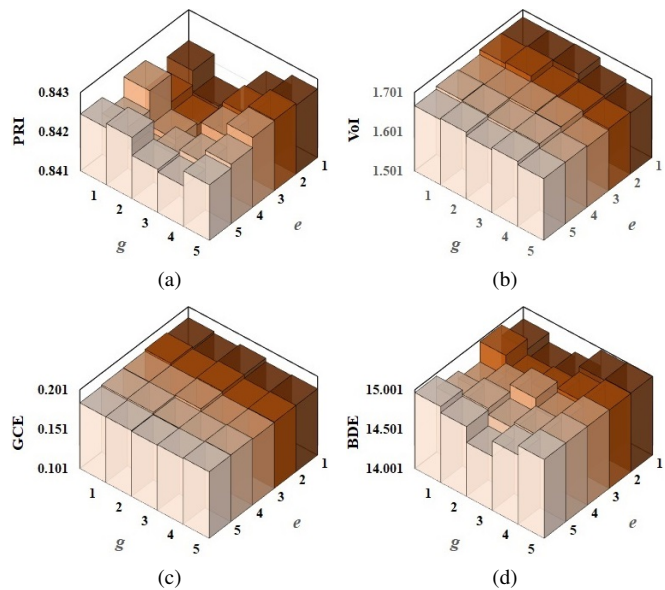 0.843
0.842
0.841
PRI
1 2 3 4 5
g
5 4 3 2 1
e
(a)
1.701
1.601
1.501
VoI
1 2 3 4 5
g
5 4 3 2 1
e
(b)
0.201
0.151
0.101
GCE
1 2 3 4 5
g
5 4 3 2 1
e
(c)
15.001
14.501
14.001
BDE
1 2 3 4 5
g
5 4 3 2 1
e
(d)